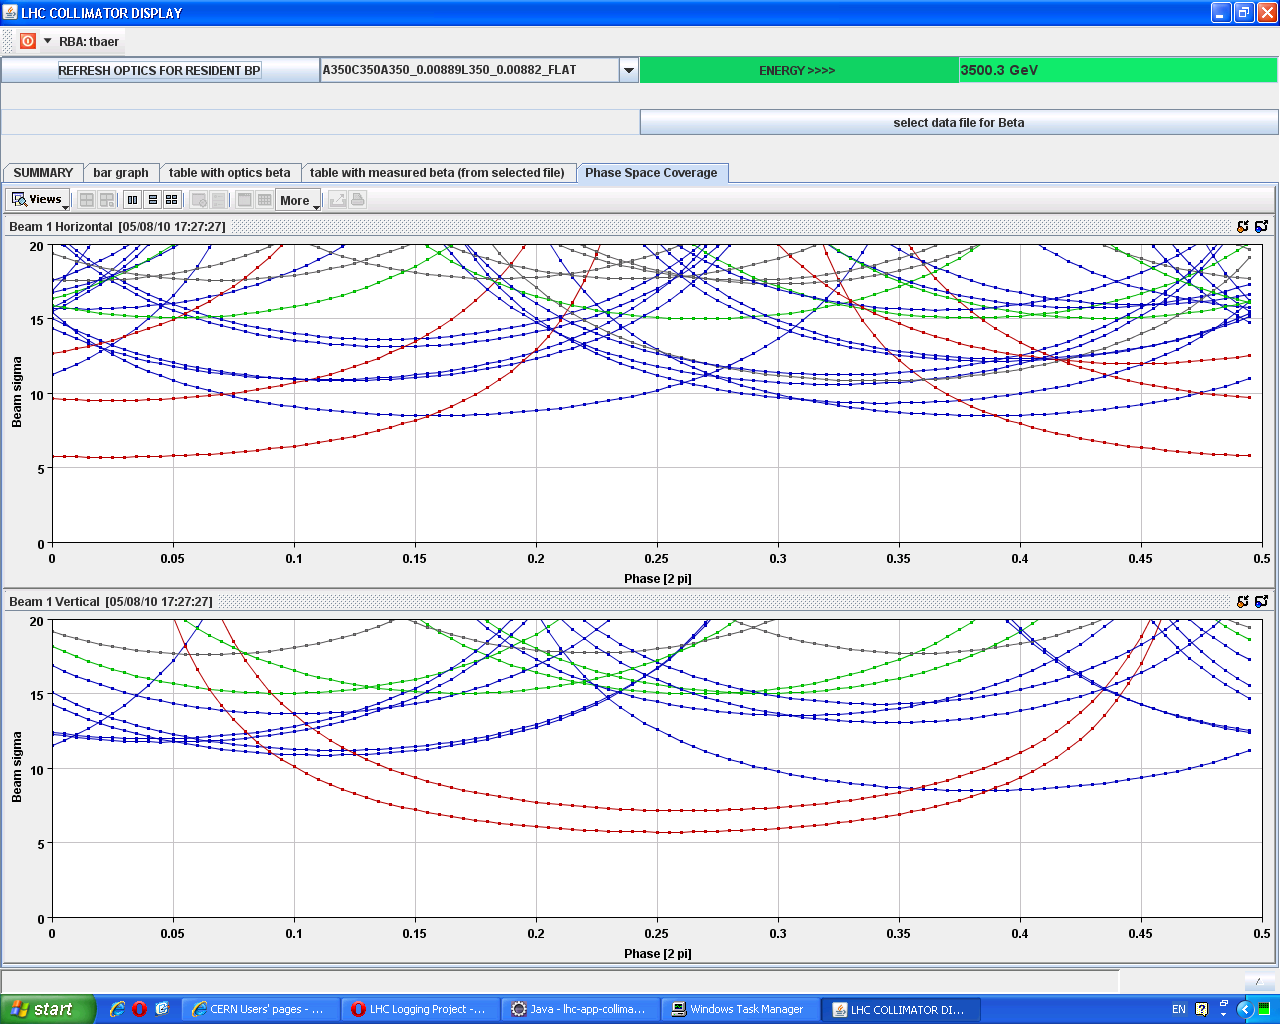 LHC COLLIMATOR DISPLAY
RBA: tbaer
REFRESH OPTICS FOR RESIDENT BP A350C350A350_0.00889L350_0.00882_FLAT ENERGY >>>> 3500.3 GeV
select data file for Beta
SUMMARY bar graph table with optics beta table with measured beta (from selected file) Phase Space Coverage
Views More
Beam 1 Horizontal [05/08/10 17:27:27]
20
15
10
5
0
Beam sigma
0 0.05 0.1 0.15 0.2 0.25 0.3 0.35 0.4 0.45 0.5
Phase [2 pi]
Beam 1 Vertical [05/08/10 17:27:27]
20
15
10
5
0
Beam sigma
0 0.05 0.1 0.15 0.2 0.25 0.3 0.35 0.4 0.45 0.5
Phase [2 pi]
start CERN Users' pages - ... LHC Logging Project -... Java - lhc-app-collima... Windows Task Manager LHC COLLIMATOR DI... EN